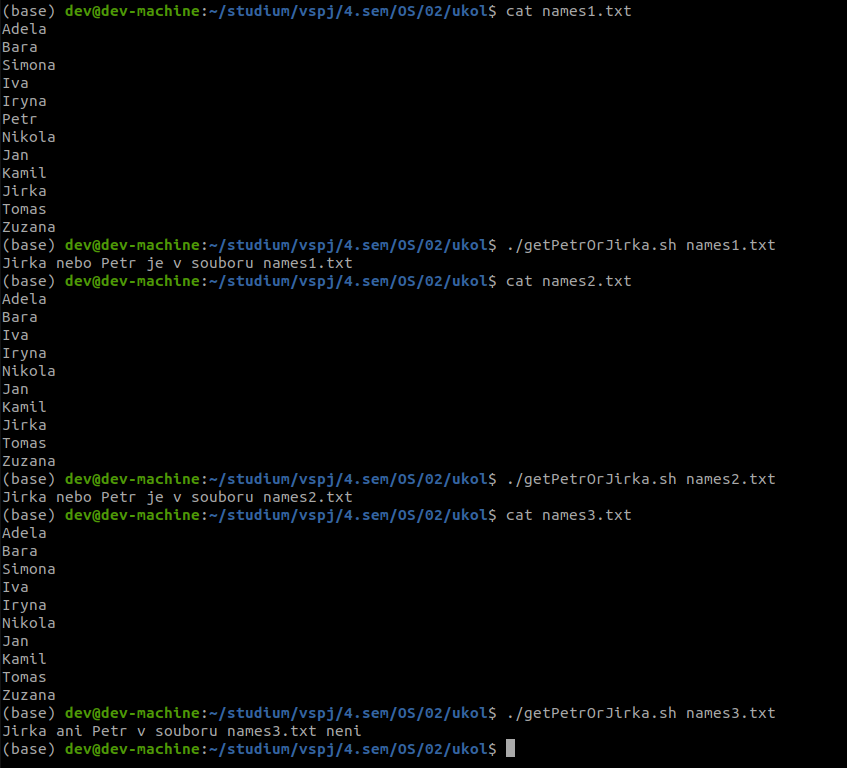 (base) dev@dev-machine:~/studium/vspj/4.sem/OS/02/ukol$ cat names1.txt
Adela
Bara
Simona
Iva
Iryna
Petr
Nikola
Jan
Kamil
Jirka
Tomas
Zuzana
(base) dev@dev-machine:~/studium/vspj/4.sem/OS/02/ukol$ ./getPetrOrJirka.sh names1.txt
Jirka nebo Petr je v souboru names1.txt
(base) dev@dev-machine:~/studium/vspj/4.sem/OS/02/ukol$ cat names2.txt
Adela
Bara
Iva
Iryna
Nikola
Jan
Kamil
Jirka
Tomas
Zuzana
(base) dev@dev-machine:~/studium/vspj/4.sem/OS/02/ukol$ ./getPetrOrJirka.sh names2.txt
Jirka nebo Petr je v souboru names2.txt
(base) dev@dev-machine:~/studium/vspj/4.sem/OS/02/ukol$ cat names3.txt
Adela
Bara
Simona
Iva
Iryna
Nikola
Jan
Kamil
Tomas
Zuzana
(base) dev@dev-machine:~/studium/vspj/4.sem/OS/02/ukol$ ./getPetrOrJirka.sh names3.txt
Jirka ani Petr v souboru names3.txt neni
(base) dev@dev-machine:~/studium/vspj/4.sem/OS/02/ukol$